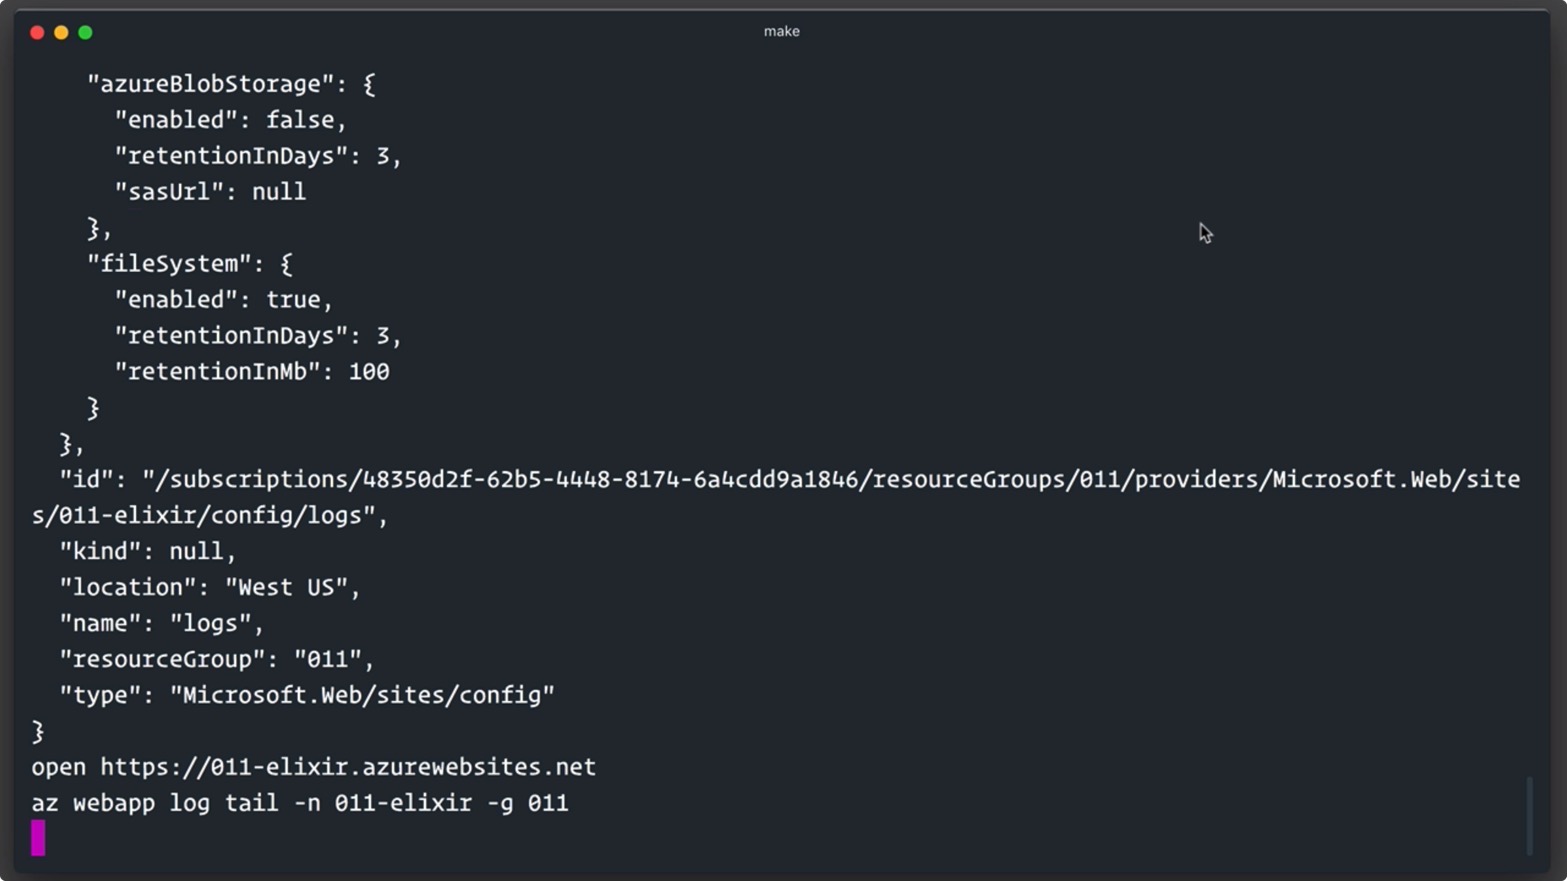 make
"azureBlobStorage": {
"enabled": false,
"retentionInDays": 3,
"sasUrl": null
},
"fileSystem": {
"enabled": true,
"retentionInDays": 3,
"retentionInMb": 100
}
},
"id": "/subscriptions/48350d2f-62b5-4448-8174-6a4cdd9a1846/resourceGroups/011/providers/Microsoft.Web/site
s/011-elixir/config/logs",
"kind": null,
"location": "West US",
"name": "logs",
"resourceGroup": "011",
"type": "Microsoft.Web/sites/config"
}
open https://011-elixir.azurewebsites.net
az webapp log tail -n 011-elixir -g 011